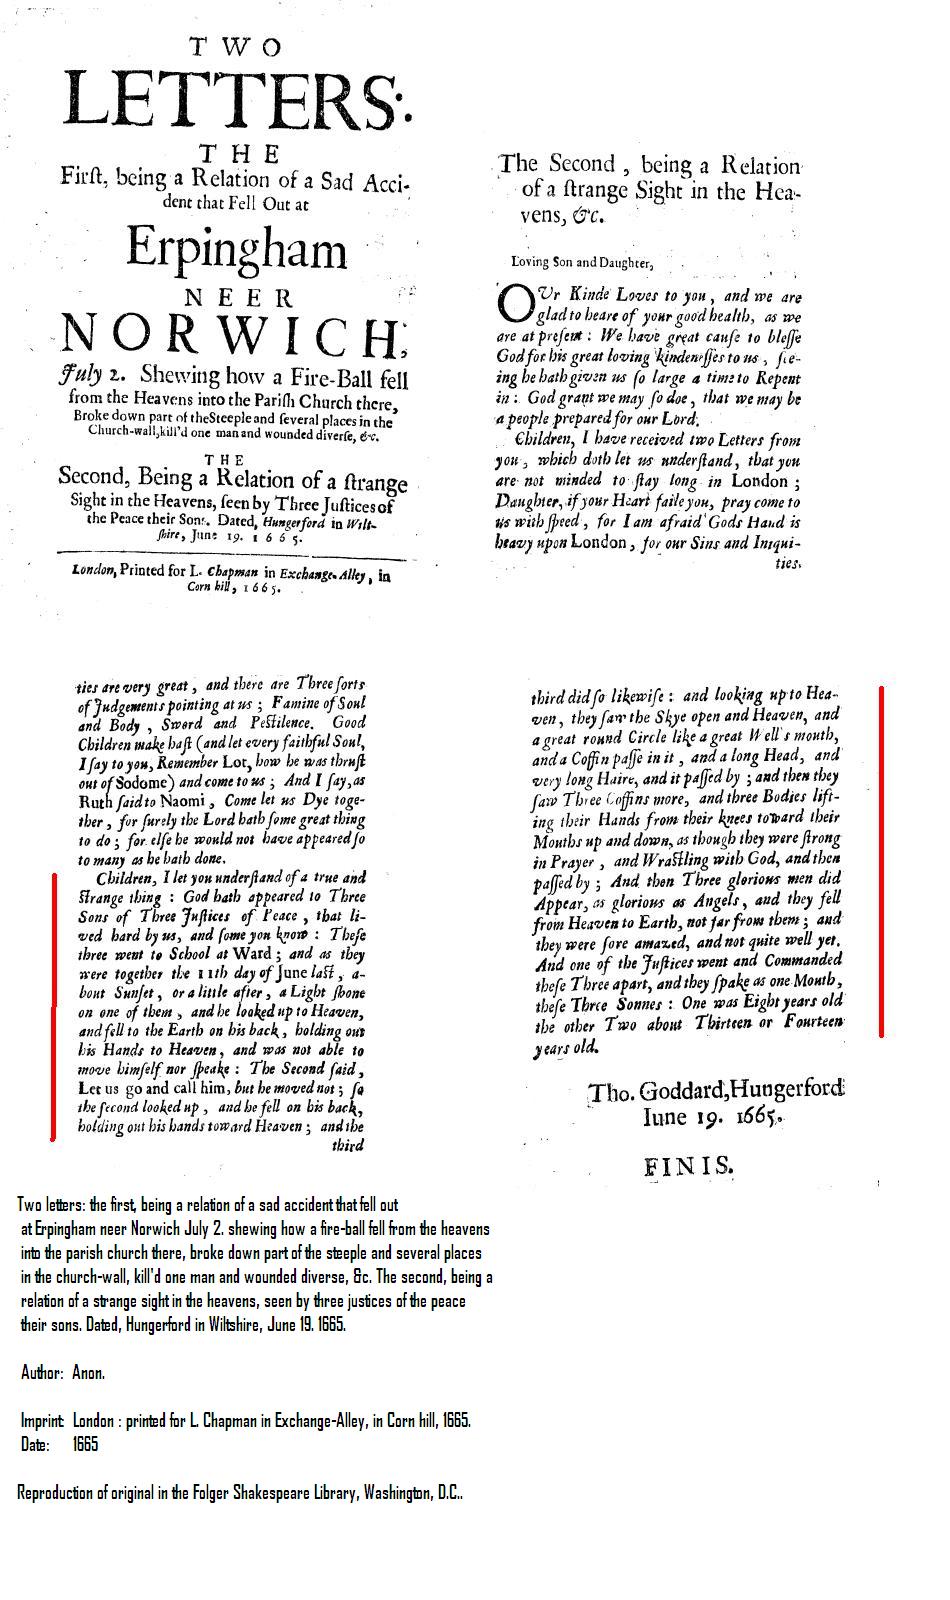 TWO
LETTERS:
THE
Firſt, being a Relation of a Sad Acci-
dent that Fell Out at
Erpingham
NEER
NORWICH,
July 2. Shewing how a Fire-Ball fell
from the Heavens into the Pariſh Church there,
Broke down part of the Steeple and ſeveral places in the
Church-wall, kill'd one man and wounded diverſe, &c.
THE
Second, Being a Relation of a ſtrange
Sight in the Heavens, ſeen by Three Juſtices of
the Peace their Sons. Dated, Hungerford in Wilt-
ſhire, June 19. 1665.
London, Printed for L. Chapman in Exchange-Alley, in
Corn hill, 1665.
The Second, being a Relation
of a ſtrange Sight in the Hea-
vens, &c.
Loving Son and Daughter,
OUr Kinde Loves to you, and we are
glad to heare of your good health, as we
are at preſent: We have great cauſe to bleſſe
God for his great loving kindeneſſes to us, ſee-
ing he hath given us ſo large a time to Repent
in: God grant we may ſo doe, that we may be
a people prepared for our Lord.
Children, I have received two Letters from
you, which doth let us underſtand, that you
are not minded to ſtay long in London;
Daughter, if your Heart faile you, pray come to
us with ſpeed, for I am afraid Gods Hand is
heavy upon London, for our Sins and Iniqui-
ties.
ties are very great, and there are Three ſorts
of Judgements pointing at us; Famine of Soul
and Body, Sword and Peſtilence. Good
Children make haſt (and let every faithful Soul,
I ſay to you, Remember Lot, how he was thruſt
out of Sodome) and come to us; And I ſay, as
Ruth ſaid to Naomi, Come let us Dye toge-
ther, for ſurely the Lord hath ſome great thing
to do; for elſe he would not have appeared ſo
to many as he hath done.
Children, I let you underſtand of a true and
ſtrange thing: God hath appeared to Three
Sons of Three Juſtices of Peace, that li-
ved hard by us, and ſome you know: Theſe
three went to School at Ward; and as they
were together the 11th day of June laſt, a-
bout Sunſet, or a little after, a Light ſhone
on one of them, and he looked up to Heaven,
and fell to the Earth on his back, holding out
his Hands to Heaven, and was not able to
move himſelf nor ſpeake: The Second ſaid,
Let us go and call him, but he moved not; ſo
the ſecond looked up, and he fell on his back,
holding out his hands toward Heaven; and the
third
third did ſo likewiſe: and looking up to Hea-
ven, they ſaw the Skye open and Heaven, and
a great round Circle like a great Well's mouth,
and a Coffin paſſe in it, and a long Head, and
very long Haire, and it paſſed by; and then they
ſaw Three Coffins more, and three Bodies lift-
ing their Hands from their knees toward their
Mouths up and down, as though they were ſtrong
in Prayer, and Wraſtling with God, and then
paſſed by; And then Three glorious men did
Appear, as glorious as Angels, and they fell
from Heaven to Earth, not far from them; and
they were ſore amazed, and not quite well yet.
And one of the Juſtices went and Commanded
theſe Three apart, and they ſpake as one Mouth,
theſe Three Sonnes: One was Eight years old
the other Two about Thirteen or Fourteen
years old.
Tho. Goddard, Hungerford
Iune 19. 1665.
FINIS.
Two letters: the first, being a relation of a sad accident that fell out
at Erpingham neer Norwich July 2. shewing how a fire-ball fell from the heavens
into the parish church there, broke down part of the steeple and several places
in the church-wall, kill'd one man and wounded diverse, &c. The second, being a
relation of a strange sight in the heavens, seen by three justices of the peace
their sons. Dated, Hungerford in Wiltshire, June 19. 1665.
Author: Anon.
Imprint: London : printed for L. Chapman in Exchange-Alley, in Corn hill, 1665.
Date: 1665
Reproduction of original in the Folger Shakespeare Library, Washington, D.C..